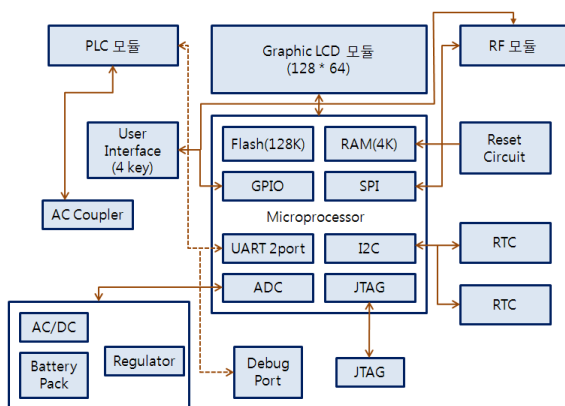 PLC 모듈
Graphic LCD 모듈
(128 * 64)
RF 모듈
User
Interface
(4 key)
Flash(128K)
RAM(4K)
Reset
Circuit
GPIO
SPI
AC Coupler
Microprocessor
UART 2port
I2C
RTC
ADC
JTAG
RTC
AC/DC
Battery
Pack
Regulator
Debug
Port
JTAG